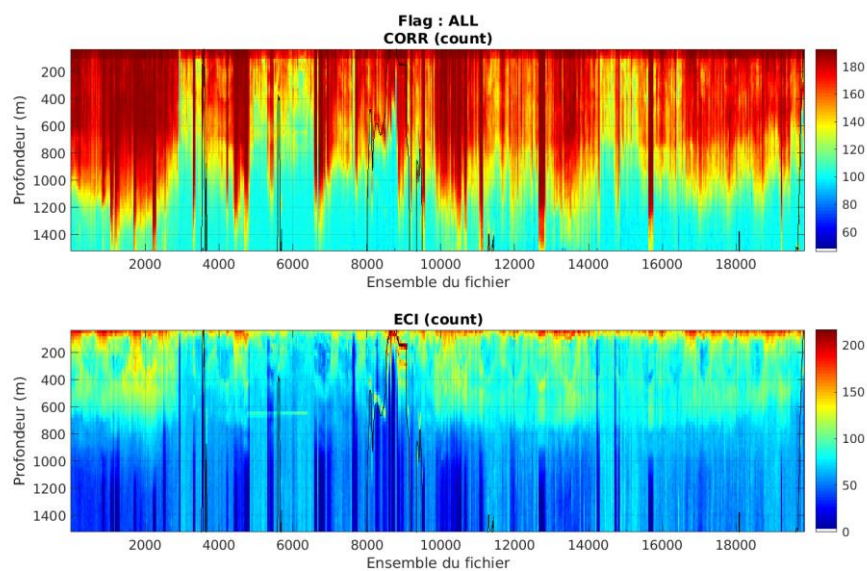 Flag : ALL
CORR (count)
Profondeur (m)
200
400
600
800
1000
1200
1400
2000 4000 6000 8000 10000 12000 14000 16000 18000
Ensemble du fichier
180
160
140
120
100
80
60
ECI (count)
Profondeur (m)
200
400
600
800
1000
1200
1400
2000 4000 6000 8000 10000 12000 14000 16000 18000
Ensemble du fichier
200
150
100
50
0